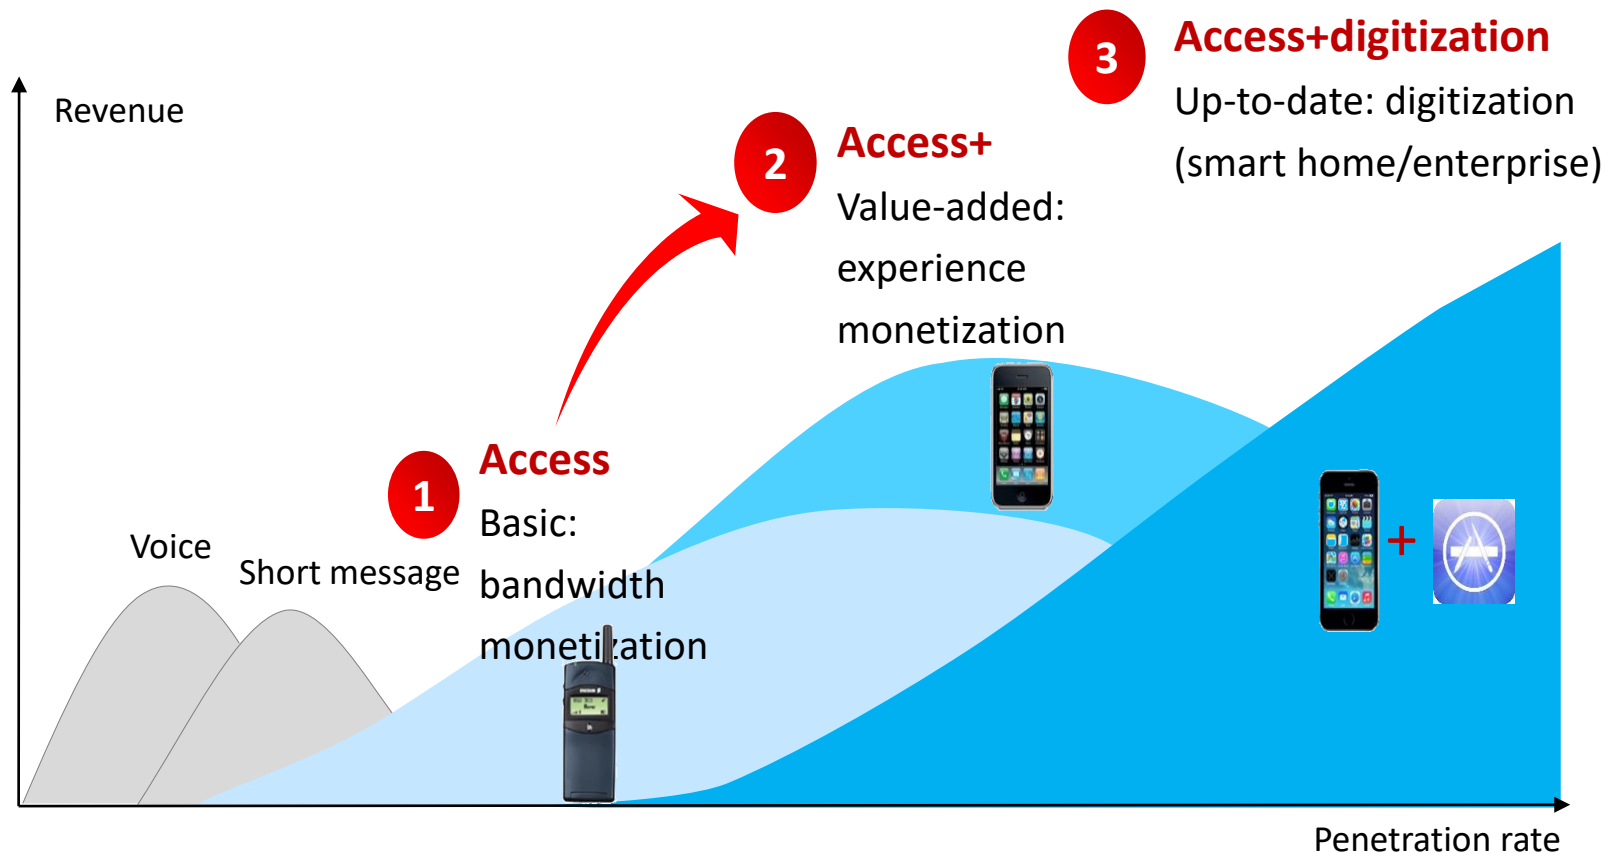 3
Access+digitization
Up-to-date: digitization
(smart home/enterprise)
Revenue
2
Access+
Value-added:
experience
monetization
1
Access
Basic:
bandwidth
monetization
Voice
Short message
+
Penetration rate